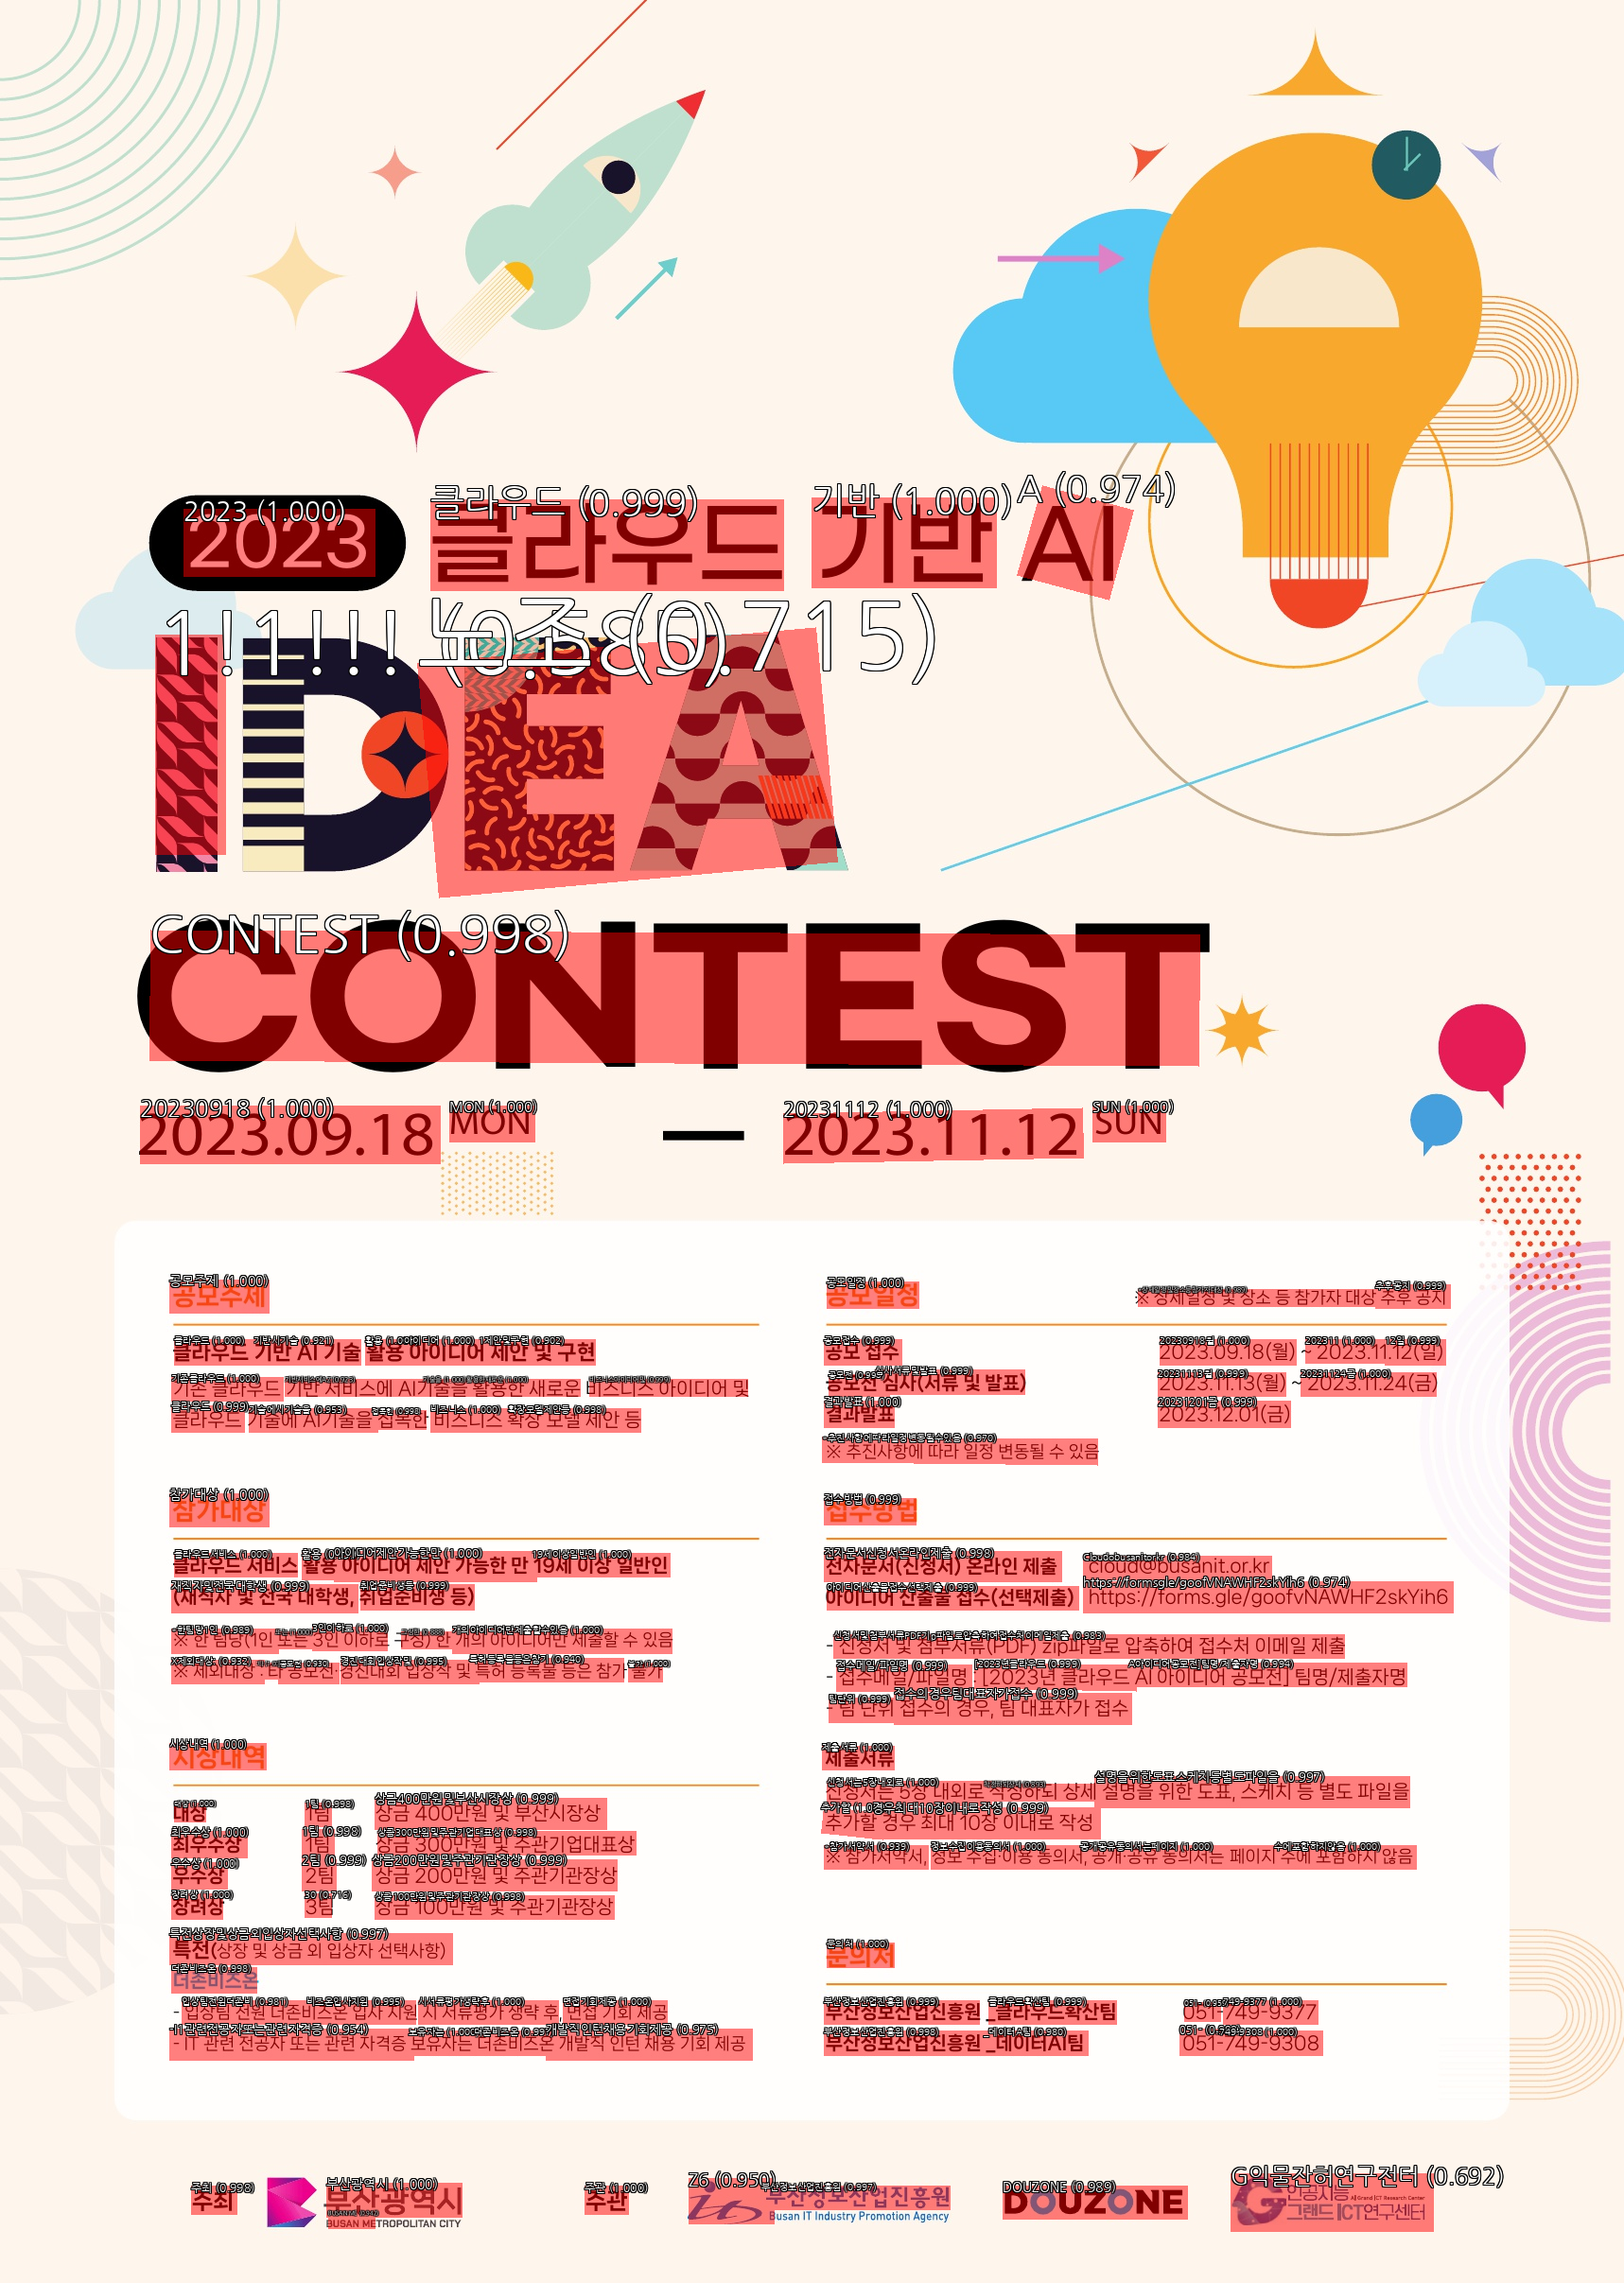 2023 클라우드 기반 AI
IDEA
CONTEST
2023.09.18 MON — 2023.11.12 SUN
공모주제
클라우드 기반 AI 기술 활용 아이디어 제안 및 구현
기존 클라우드 기반 서비스에 AI기술을 활용한 새로운 비즈니스 아이디어 및
클라우드 기술에 AI기술을 접목한 비즈니스 확장 모델 제안 등
참가대상
클라우드 서비스 활용 아이디어 제안 가능한 만 19세 이상 일반인
(재직자 및 전국 대학생, 취업준비생 등)
※ 한 팀당(1인 또는 3인 이하로 구성) 한 개의 아이디어만 제출할 수 있음
※ 제외대상 : 타 공모전·경진대회 입상작 및 특허 등록물 등은 참가 불가
시상내역
대상 1팀 상금 400만원 및 부산시장상
최우수상 1팀 상금 300만원 및 주관기업대표상
우수상 2팀 상금 200만원 및 주관기관장상
장려상 3팀 상금 100만원 및 주관기관장상
특전(상장 및 상금 외 입상자 선택사항)
더존비즈온
- 입상팀 전원 더존비즈온 입사 지원 시 서류평가 생략 후, 면접 기회 제공
- IT 관련 전공자 또는 관련 자격증 보유자는 더존비즈온 개발직 인턴 채용 기회 제공
공모일정 ※ 상세일정 및 장소 등 참가자 대상 추후 공지
공모 접수 2023.09.18(월) ~ 2023.11.12(일)
공모전 심사(서류 및 발표) 2023.11.13(월) ~ 2023.11.24(금)
결과발표 2023.12.01(금)
※ 추진사항에 따라 일정 변동될 수 있음
접수방법
전자문서(신청서) 온라인 제출 cloud@busanit.or.kr
아이디어 산출물 접수(선택제출) https://forms.gle/goofvNAWHF2skYih6
- 신청서 및 첨부서류(PDF) zip파일로 압축하여 접수처 이메일 제출
- 접수메일/파일명 : [2023년 클라우드 AI 아이디어 공모전] 팀명/제출자명
- 팀 단위 접수의 경우, 팀 대표자가 접수
제출서류
신청서는 5장 내외로 작성하되 상세 설명을 위한 도표, 스케치 등 별도 파일을
추가할 경우 최대 10장 이내로 작성
※ 참가서약서, 정보 수집·이용 동의서, 공개·공유 동의서는 페이지 수에 포함하지 않음
문의처
부산정보산업진흥원 _클라우드확산팀 051-749-9377
부산정보산업진흥원 _데이터AI팀 051-749-9308
주최 부산광역시 BUSAN METROPOLITAN CITY
주관 부산정보산업진흥원 Busan IT Industry Promotion Agency
DOUZONE
인공지능 AI Grand ICT Research Center
그랜드 ICT연구센터